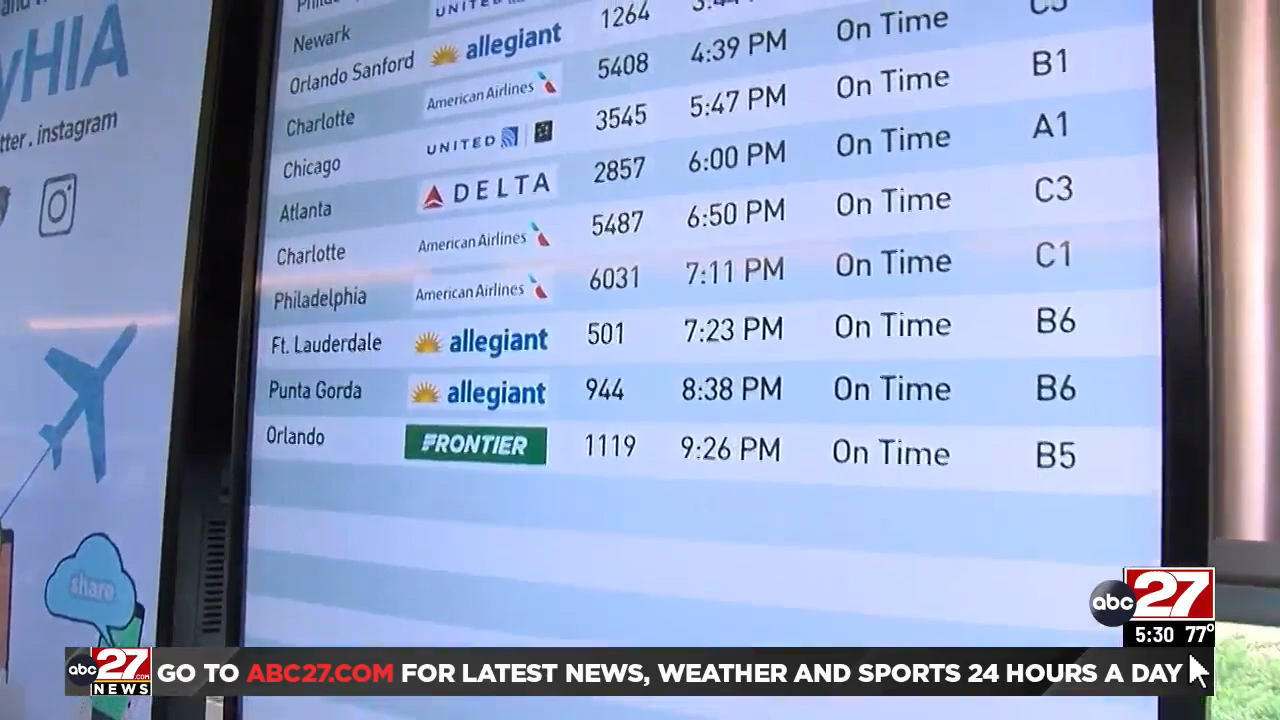 yHIA
tter . instagram
share
Newark UNITED
Orlando Sanford allegiant 1264
Charlotte American Airlines 5408 4:39 PM On Time
Chicago UNITED 3545 5:47 PM On Time B1
Atlanta DELTA 2857 6:00 PM On Time A1
Charlotte American Airlines 5487 6:50 PM On Time C3
Philadelphia American Airlines 6031 7:11 PM On Time C1
Ft. Lauderdale allegiant 501 7:23 PM On Time B6
Punta Gorda allegiant 944 8:38 PM On Time B6
Orlando FRONTIER 1119 9:26 PM On Time B5
abc 27
5:30 77°
abc 27.COM NEWS GO TO ABC27.COM FOR LATEST NEWS, WEATHER AND SPORTS 24 HOURS A DAY